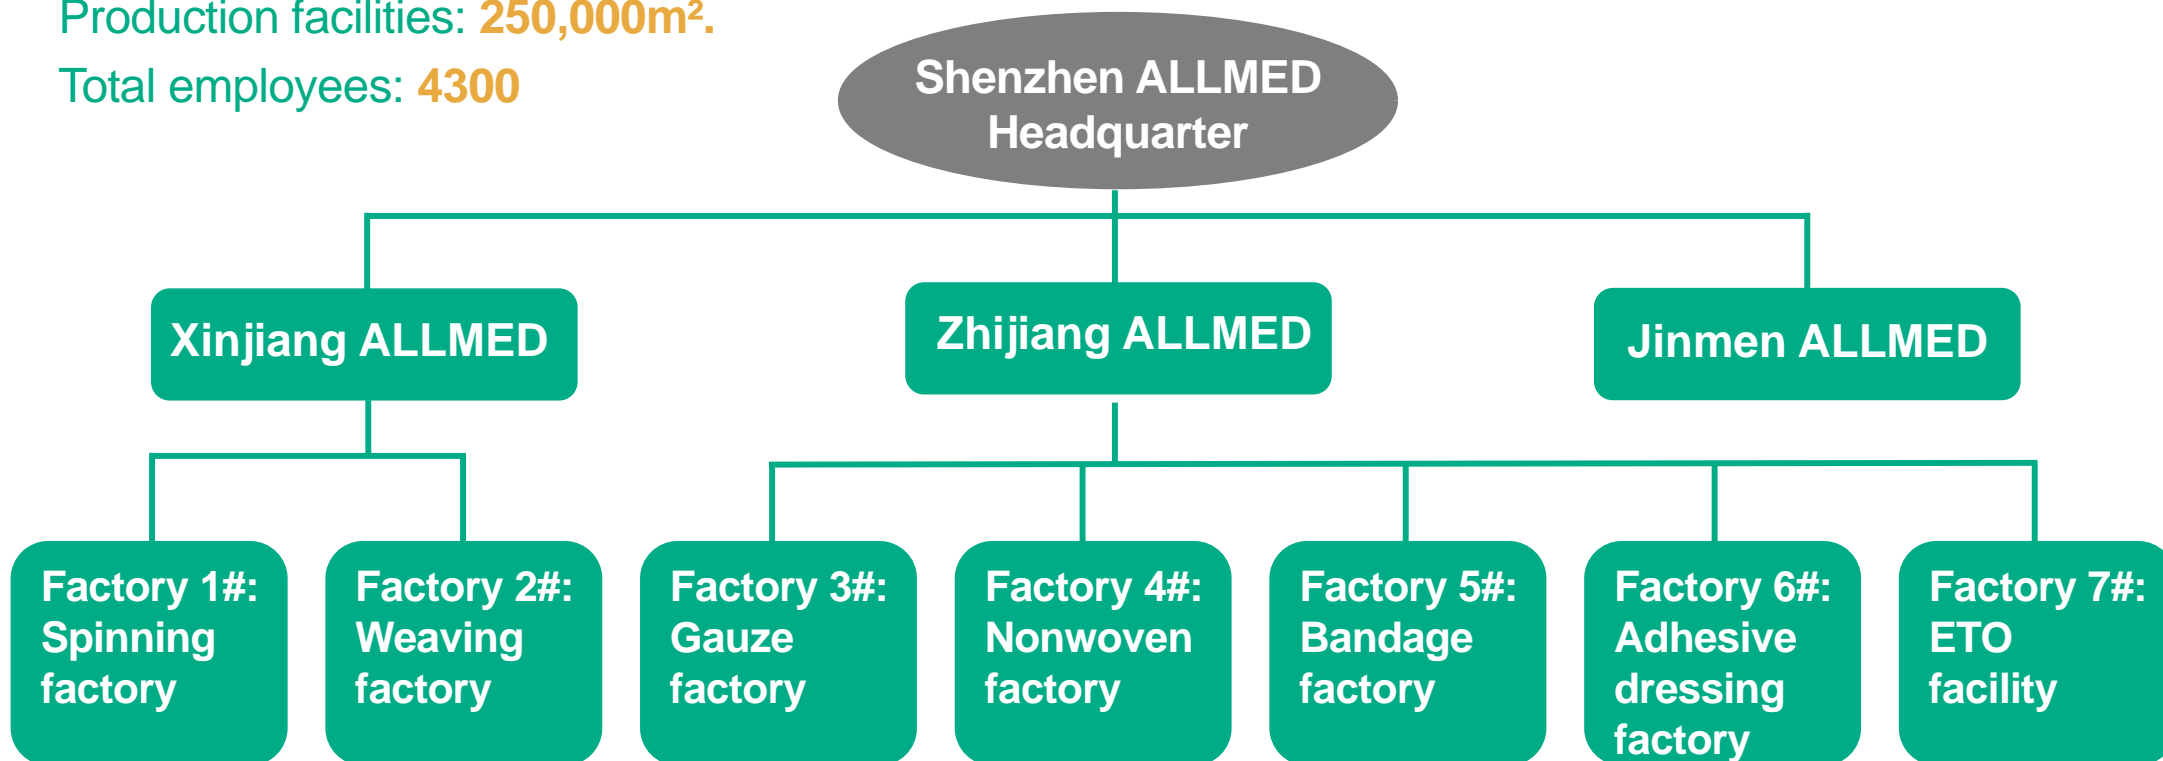 Production facilities: 250,000m².
Total employees: 4300
Shenzhen ALLMED
Headquarter
Xinjiang ALLMED
Zhijiang ALLMED
Jinmen ALLMED
Factory 1#:
Spinning
factory
Factory 2#:
Weaving
factory
Factory 3#:
Gauze
factory
Factory 4#:
Nonwoven
factory
Factory 5#:
Bandage
factory
Factory 6#:
Adhesive
dressing
factory
Factory 7#:
ETO
facility